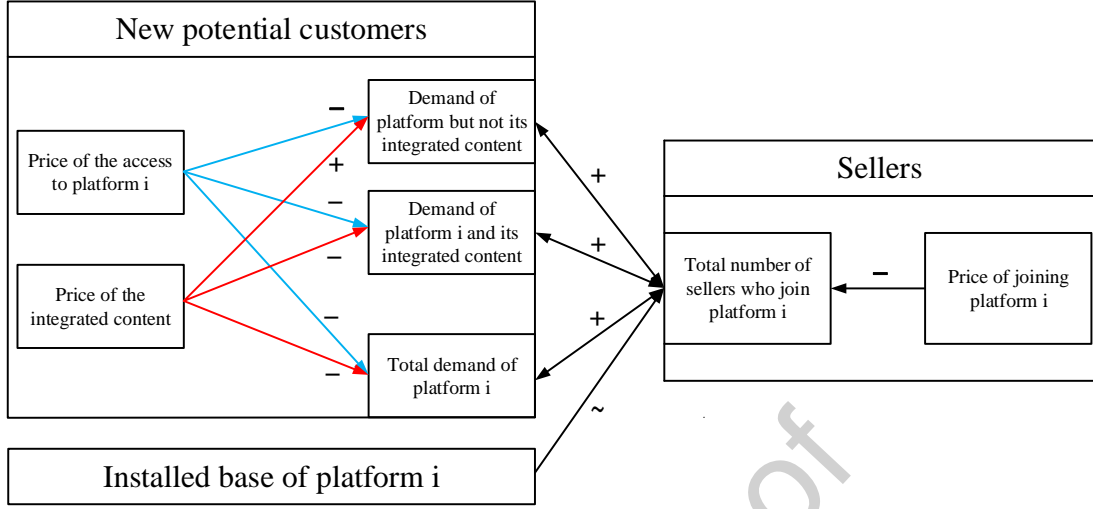 New potential customers
Price of the access
to platform i
Price of the
integrated content
Demand of
platform but not its
integrated content
Demand of
platform i and its
integrated content
Total demand of
platform i
−
+
−
−
−
−
+
+
+
~
Sellers
Total number of
sellers who join
platform i
−
Price of joining
platform i
Installed base of platform i
of